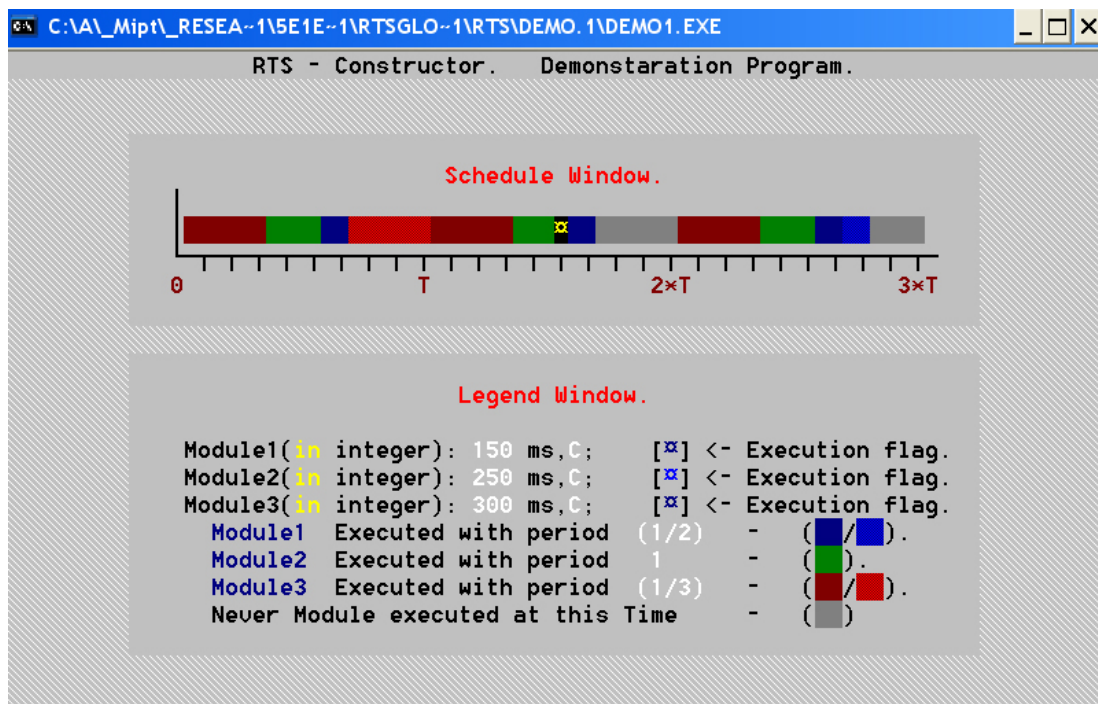 C:\A\_Mipt\_RESEA~1\5E1E~1\RTSGLO~1\RTS\DEMO.1\DEMO1.EXE
RTS - Constructor. Demonstaration Program.
Schedule Window.
0 T 2*T 3*T
Legend Window.
Module1(in integer): 150 ms,C; [¤] <- Execution flag.
Module2(in integer): 250 ms,C; [¤] <- Execution flag.
Module3(in integer): 300 ms,C; [¤] <- Execution flag.
Module1 Executed with period (1/2) - ( / ).
Module2 Executed with period 1 - ( ).
Module3 Executed with period (1/3) - ( / ).
Never Module executed at this Time - ( )